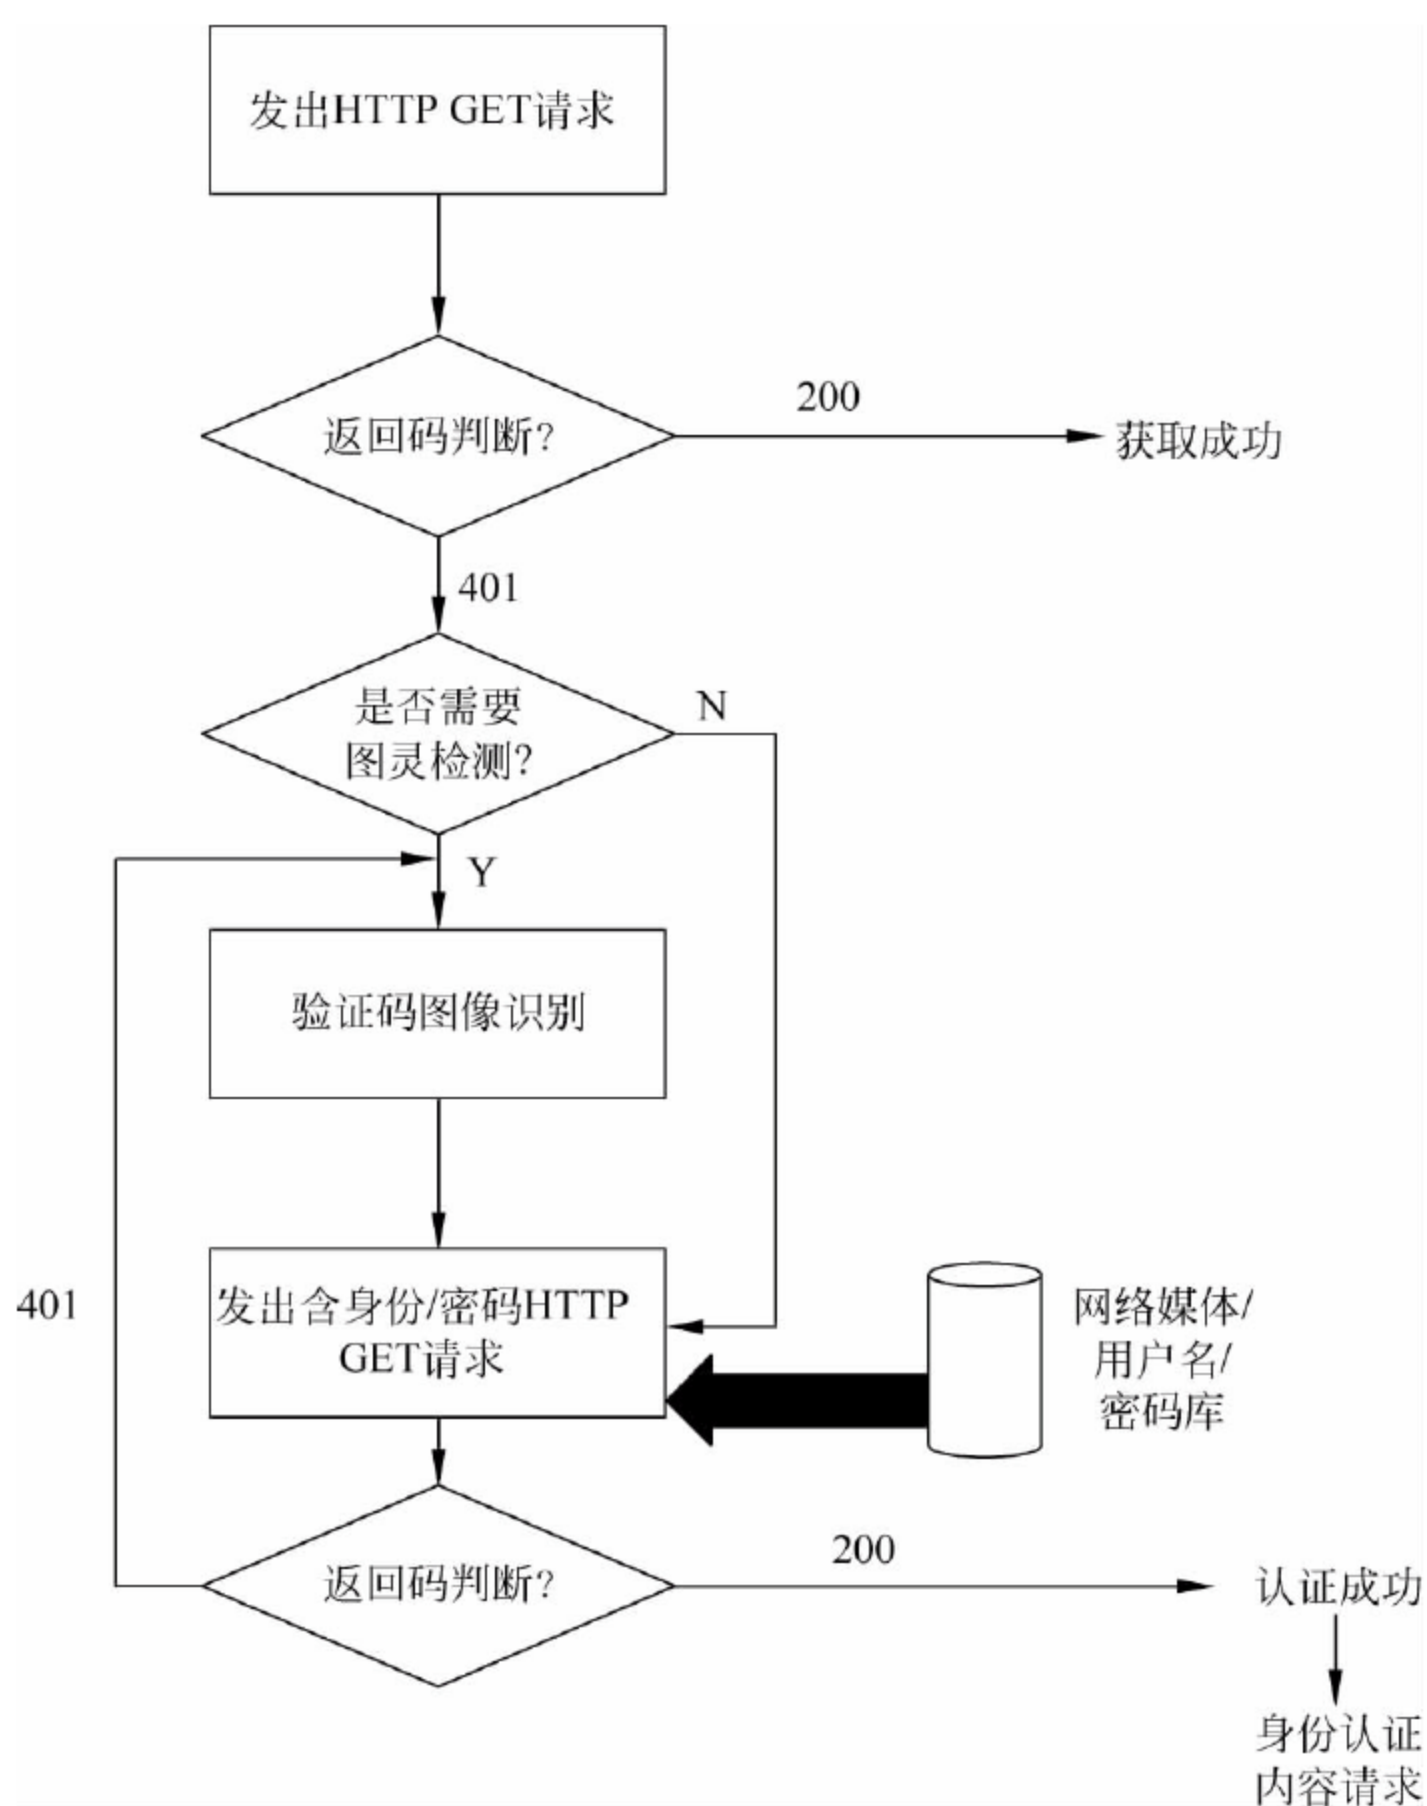 发出HTTP GET请求
200
返回码判断?
获取成功
401
是否需要
图灵检测?
N
Y
验证码图像识别
401
发出含身份/密码HTTP
GET请求
网络媒体/
用户名/
密码库
200
返回码判断?
认证成功
身份认证
内容请求